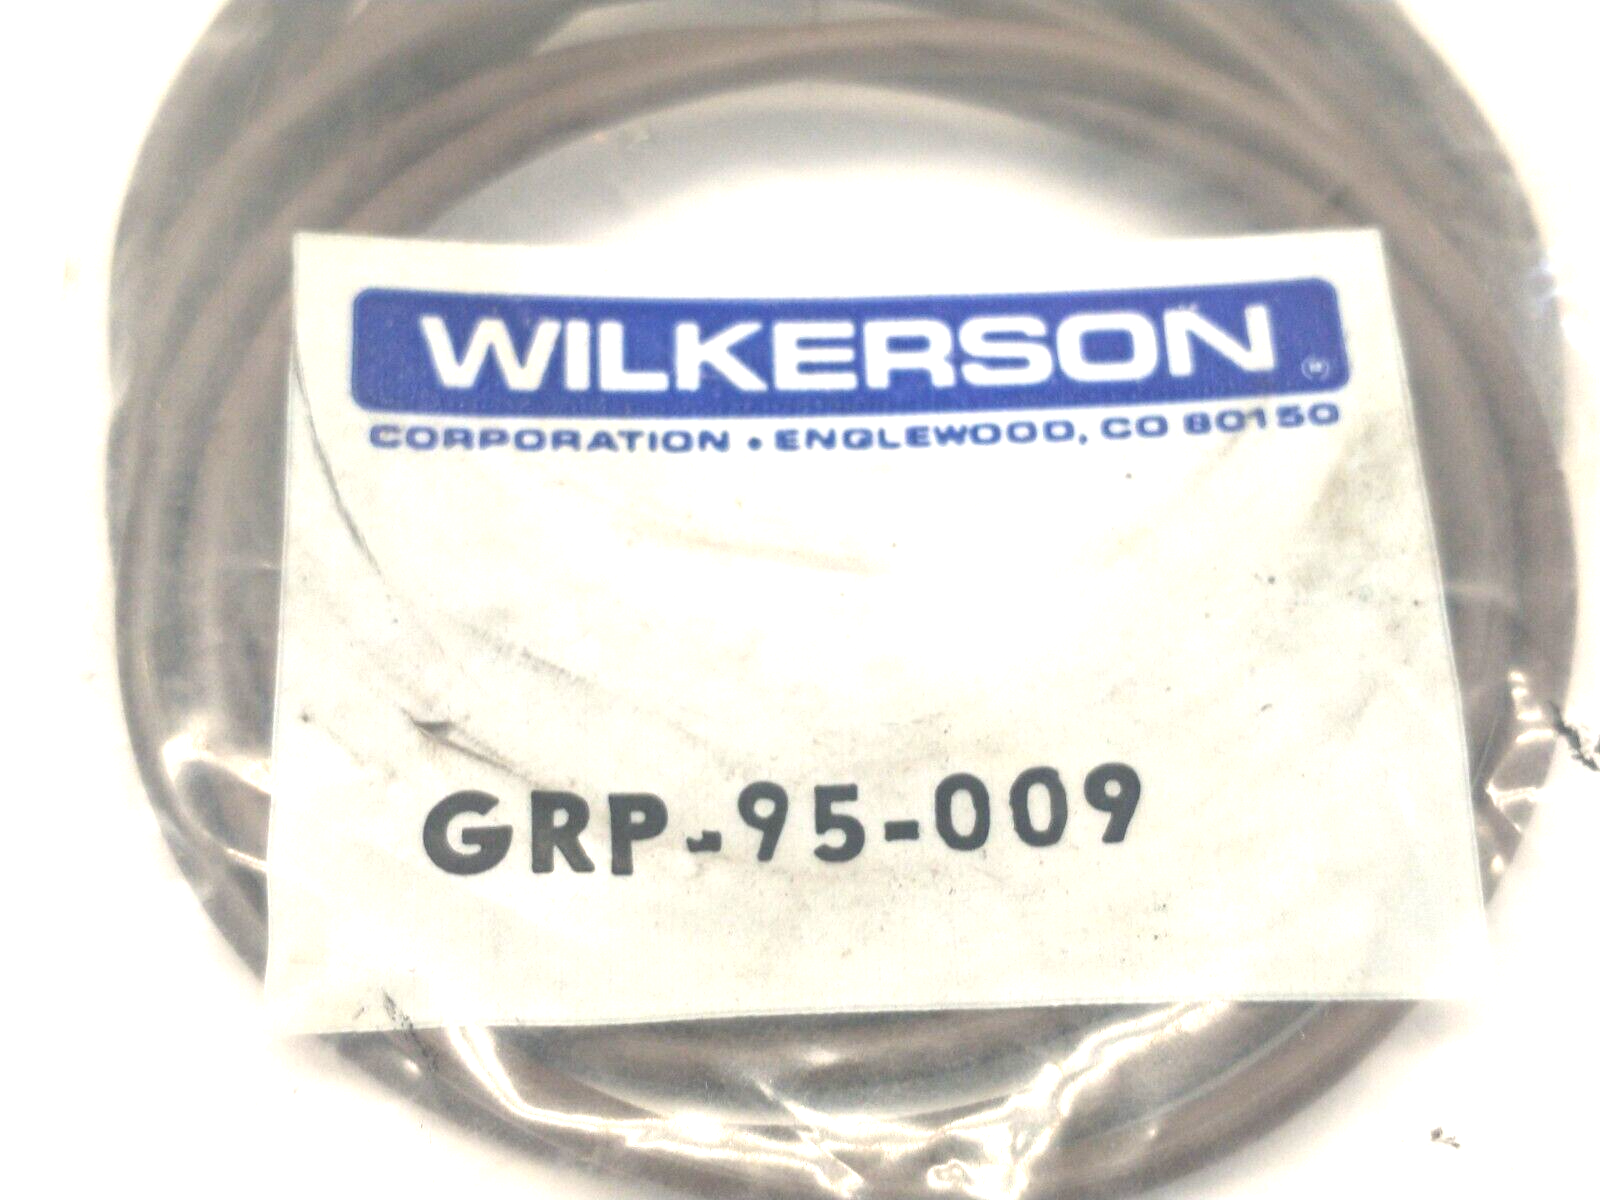 WILKERSON ®
CORPORATION • ENGLEWOOD, CO 80150
GRP-95-009